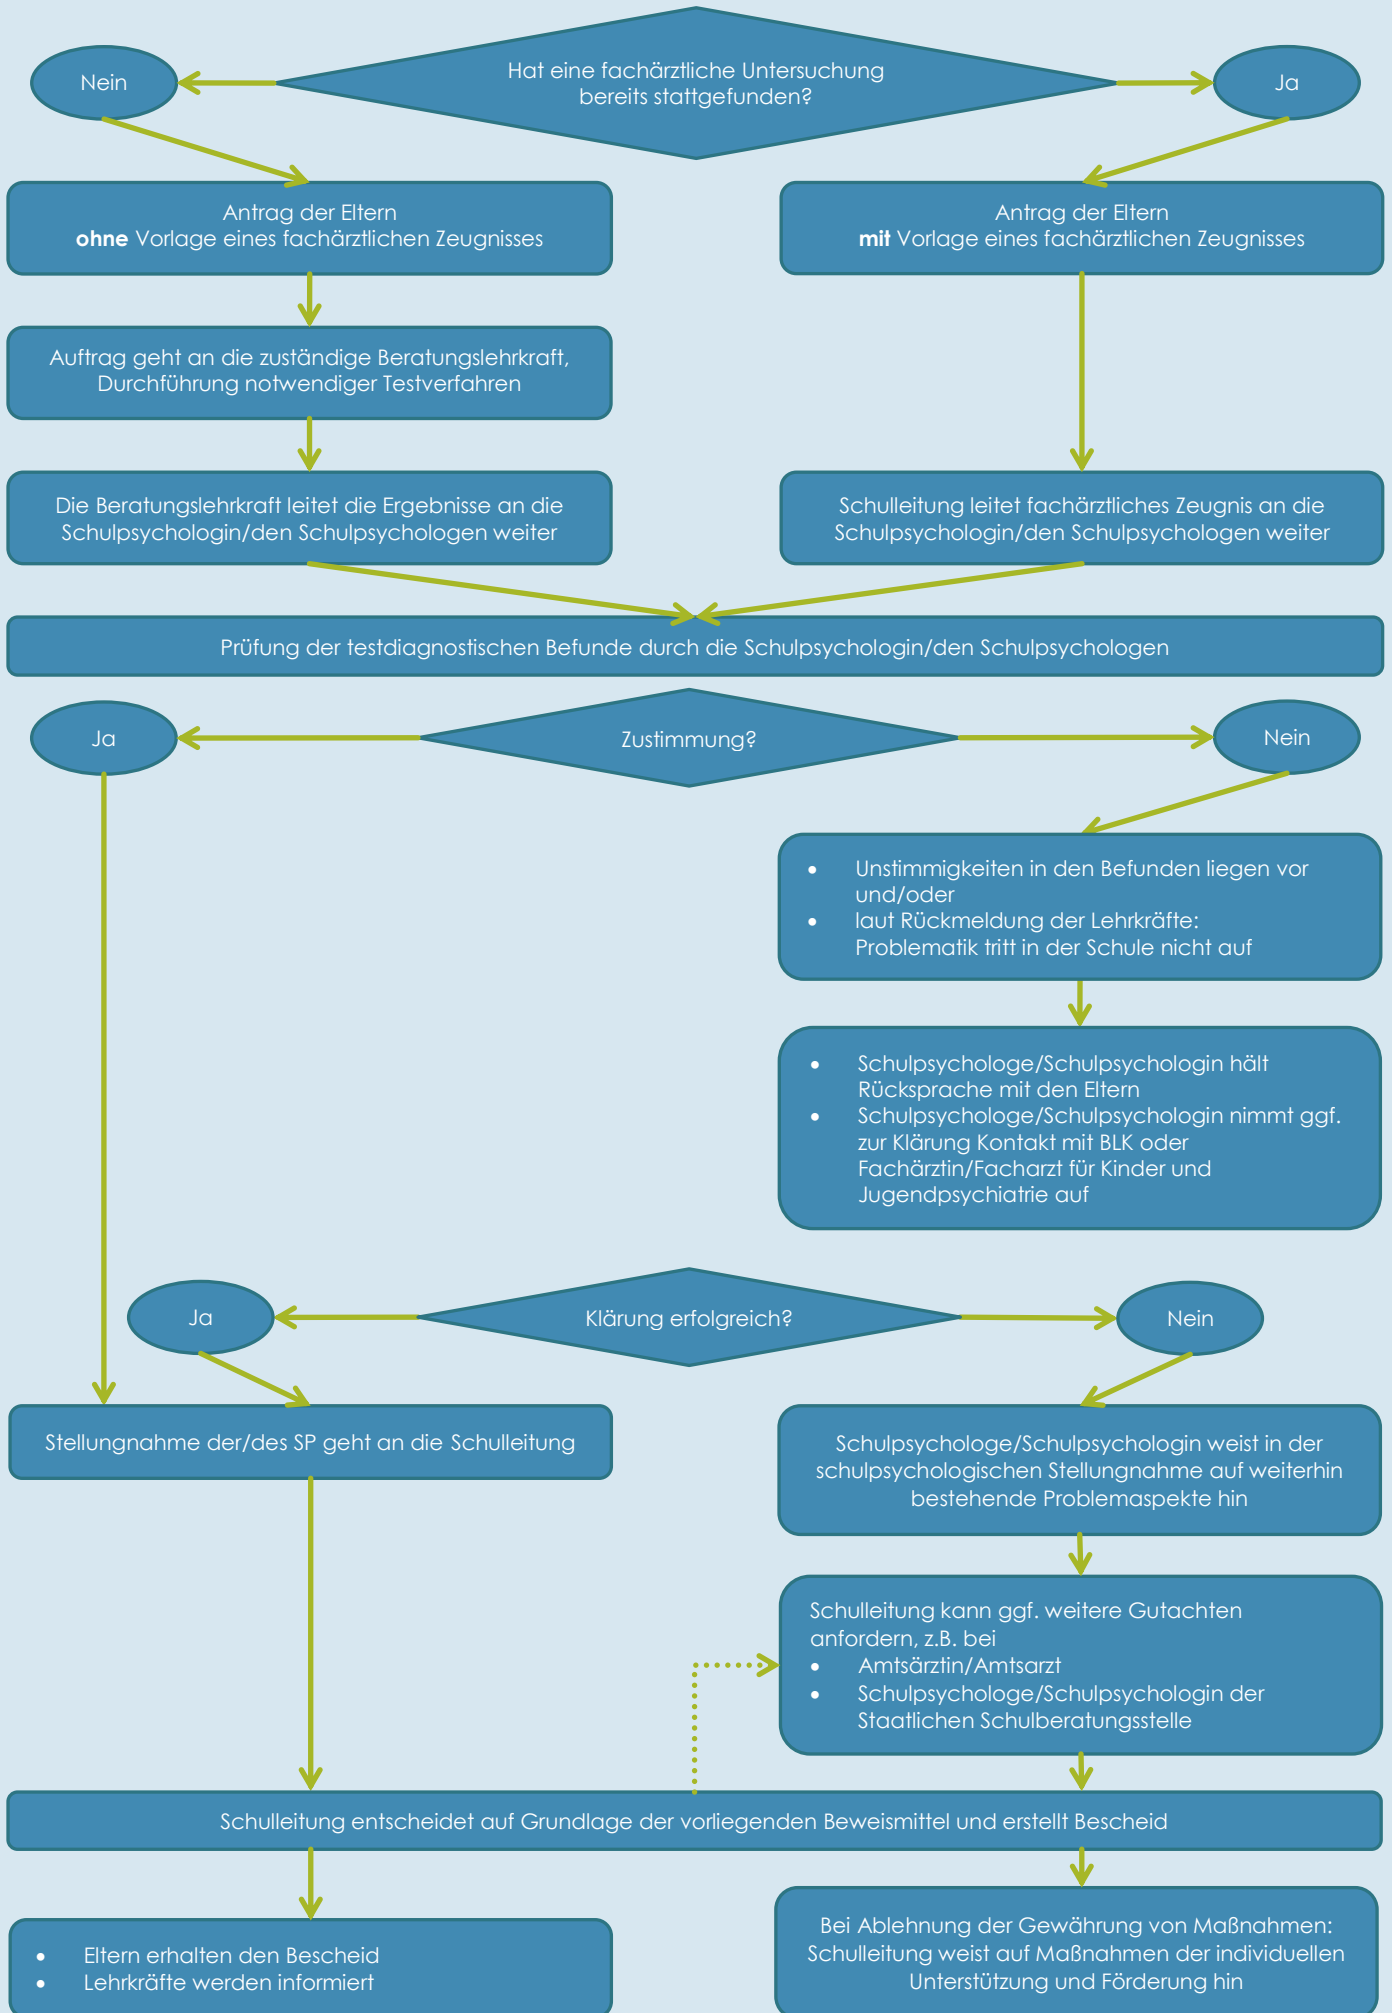 Hat eine fachärztliche Untersuchung
bereits stattgefunden?
Nein
Ja
Antrag der Eltern
ohne Vorlage eines fachärztlichen Zeugnisses
Antrag der Eltern
mit Vorlage eines fachärztlichen Zeugnisses
Auftrag geht an die zuständige Beratungslehrkraft,
Durchführung notwendiger Testverfahren
Die Beratungslehrkraft leitet die Ergebnisse an die
Schulpsychologin/den Schulpsychologen weiter
Schulleitung leitet fachärztliches Zeugnis an die
Schulpsychologin/den Schulpsychologen weiter
Prüfung der testdiagnostischen Befunde durch die Schulpsychologin/den Schulpsychologen
Ja
Zustimmung?
Nein
• Unstimmigkeiten in den Befunden liegen vor
und/oder
• laut Rückmeldung der Lehrkräfte:
Problematik tritt in der Schule nicht auf
• Schulpsychologe/Schulpsychologin hält
Rücksprache mit den Eltern
• Schulpsychologe/Schulpsychologin nimmt ggf.
zur Klärung Kontakt mit BLK oder
Fachärztin/Facharzt für Kinder und
Jugendpsychiatrie auf
Ja
Klärung erfolgreich?
Nein
Stellungnahme der/des SP geht an die Schulleitung
Schulpsychologe/Schulpsychologin weist in der
schulpsychologischen Stellungnahme auf weiterhin
bestehende Problemaspekte hin
Schulleitung kann ggf. weitere Gutachten
anfordern, z.B. bei
• Amtsärztin/Amtsarzt
• Schulpsychologe/Schulpsychologin der
Staatlichen Schulberatungsstelle
Schulleitung entscheidet auf Grundlage der vorliegenden Beweismittel und erstellt Bescheid
• Eltern erhalten den Bescheid
• Lehrkräfte werden informiert
Bei Ablehnung der Gewährung von Maßnahmen:
Schulleitung weist auf Maßnahmen der individuellen
Unterstützung und Förderung hin